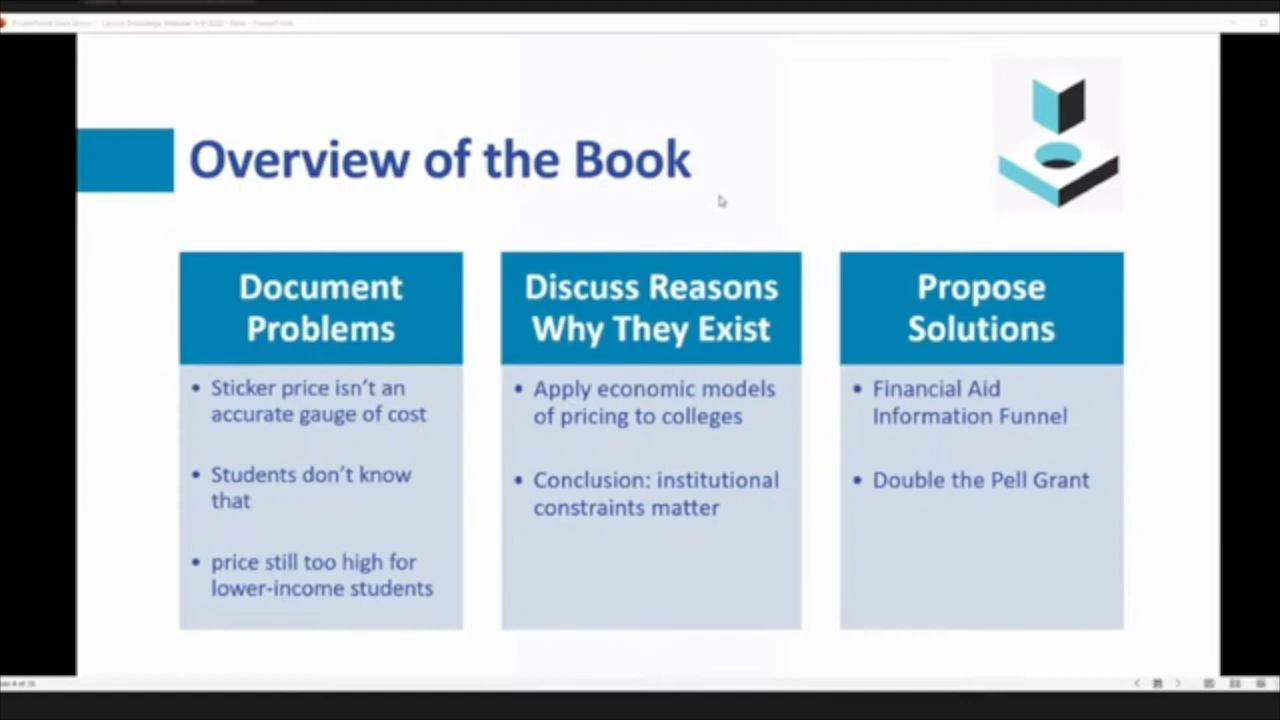 Overview of the Book
Document
Problems
• Sticker price isn't an
accurate gauge of cost
• Students don't know
that
• price still too high for
lower-income students
Discuss Reasons
Why They Exist
• Apply economic models
of pricing to colleges
• Conclusion: institutional
constraints matter
Propose
Solutions
• Financial Aid
Information Funnel
• Double the Pell Grant